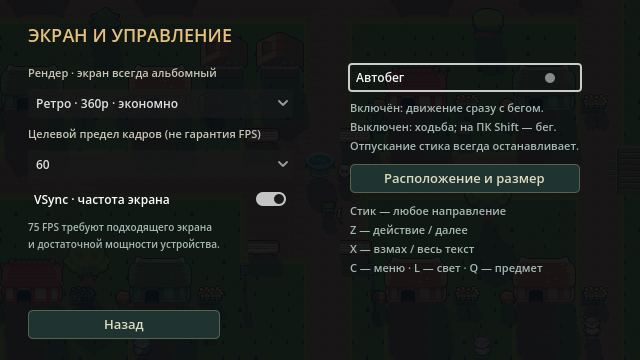 ЭКРАН И УПРАВЛЕНИЕ
Рендер · экран всегда альбомный
Ретро · 360p · экономно
Целевой предел кадров (не гарантия FPS)
60
VSync · частота экрана
75 FPS требуют подходящего экрана
и достаточной мощности устройства.
Назад
Автобег
Включён: движение сразу с бегом.
Выключен: ходьба; на ПК Shift — бег.
Отпускание стика всегда останавливает.
Расположение и размер
Стик — любое направление
Z — действие / далее
X — взмах / весь текст
C — меню · L — свет · Q — предмет